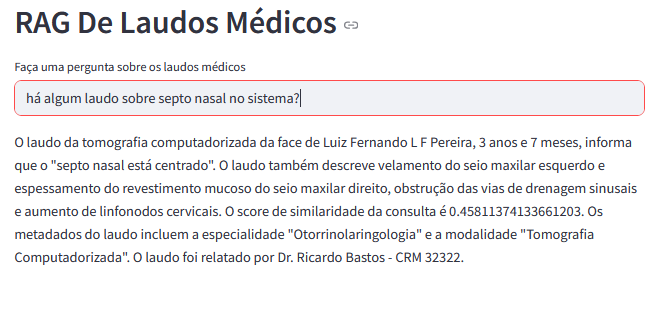 RAG De Laudos Médicos
Faça uma pergunta sobre os laudos médicos
há algum laudo sobre septo nasal no sistema?
O laudo da tomografia computadorizada da face de Luiz Fernando L F Pereira, 3 anos e 7 meses, informa
que o "septo nasal está centrado". O laudo também descreve velamento do seio maxilar esquerdo e
espessamento do revestimento mucoso do seio maxilar direito, obstrução das vias de drenagem sinusais
e aumento de linfonodos cervicais. O score de similaridade da consulta é 0.45811374133661203. Os
metadados do laudo incluem a especialidade "Otorrinolaringologia" e a modalidade "Tomografia
Computadorizada". O laudo foi relatado por Dr. Ricardo Bastos - CRM 32322.